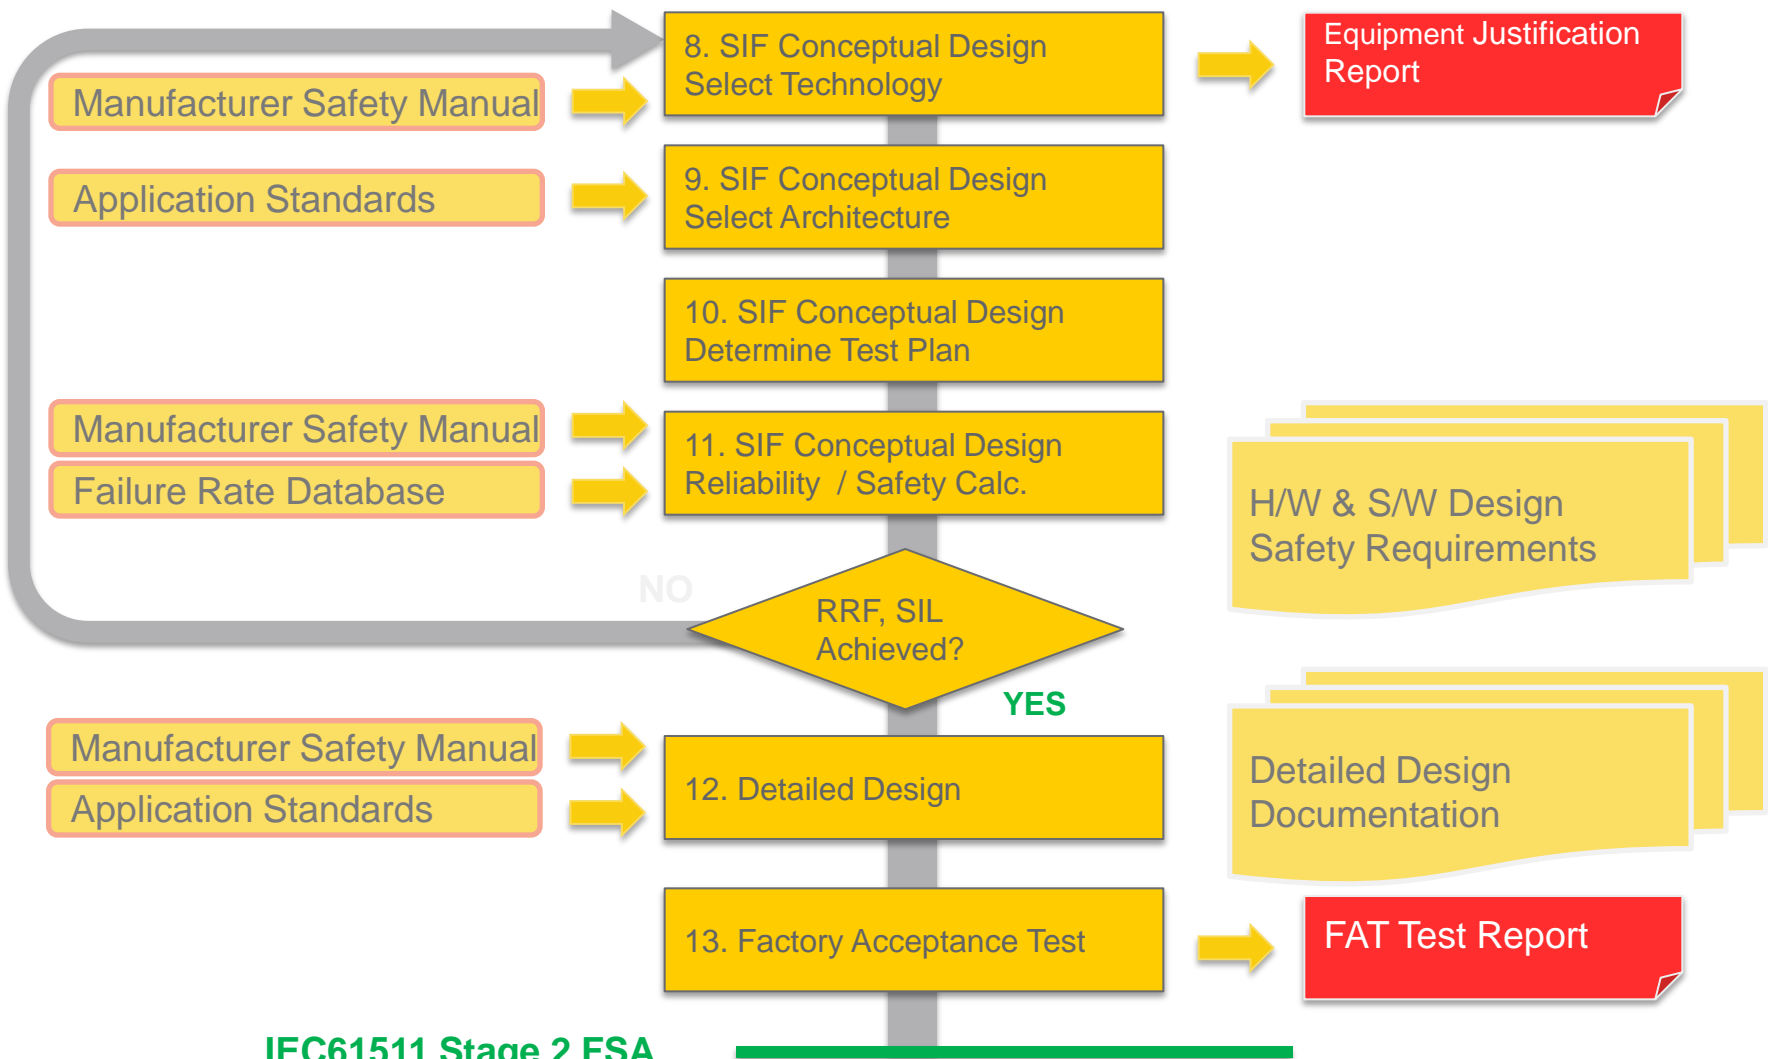 8. SIF Conceptual Design
Select Technology
Equipment Justification
Report
Manufacturer Safety Manual
Application Standards
9. SIF Conceptual Design
Select Architecture
10. SIF Conceptual Design
Determine Test Plan
Manufacturer Safety Manual
Failure Rate Database
11. SIF Conceptual Design
Reliability / Safety Calc.
H/W & S/W Design
Safety Requirements
NO
RRF, SIL
Achieved?
YES
Manufacturer Safety Manual
Application Standards
12. Detailed Design
Detailed Design
Documentation
13. Factory Acceptance Test
FAT Test Report
IEC61511 Stage 2 FSA